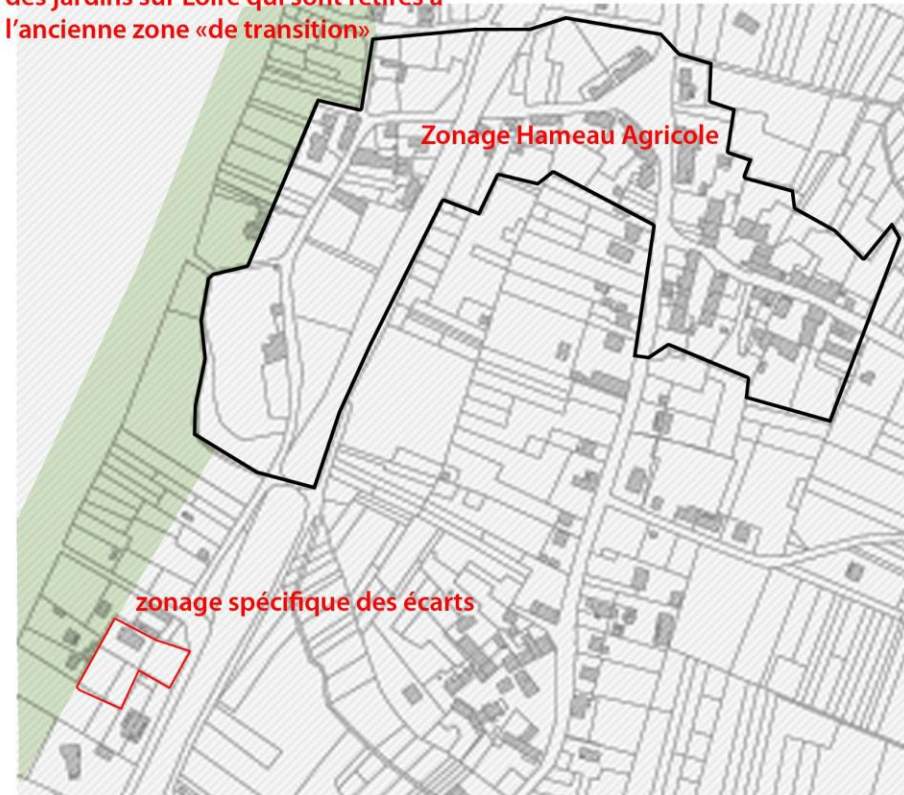 des jardins sur Loire qui sont retirés à
l'ancienne zone «de transition»
Zonage Hameau Agricole
zonage spécifique des écarts